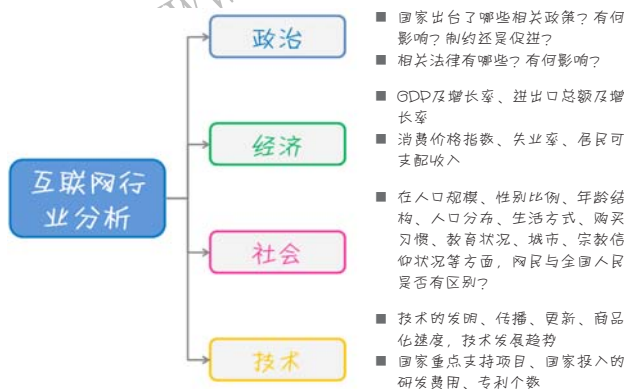 互联网行
业分析
政治
■ 国家出台了哪些相关政策?有何
影响?制约还是促进?
■ 相关法律有哪些?有何影响?
经济
■ GDP及增长率、进出口总额及增
长率
■ 消费价格指数、失业率、居民可
支配收入
社会
■ 在人口规模、性别比例、年龄结
构、人口分布、生活方式、购买
习惯、教育状况、城市、宗教信
仰状况等方面,网民与全国人民
是否有区别?
技术
■ 技术的发明、传播、更新、商品
化速度,技术发展趋势
■ 国家重点支持项目、国家投入的
研发费用、专利个数